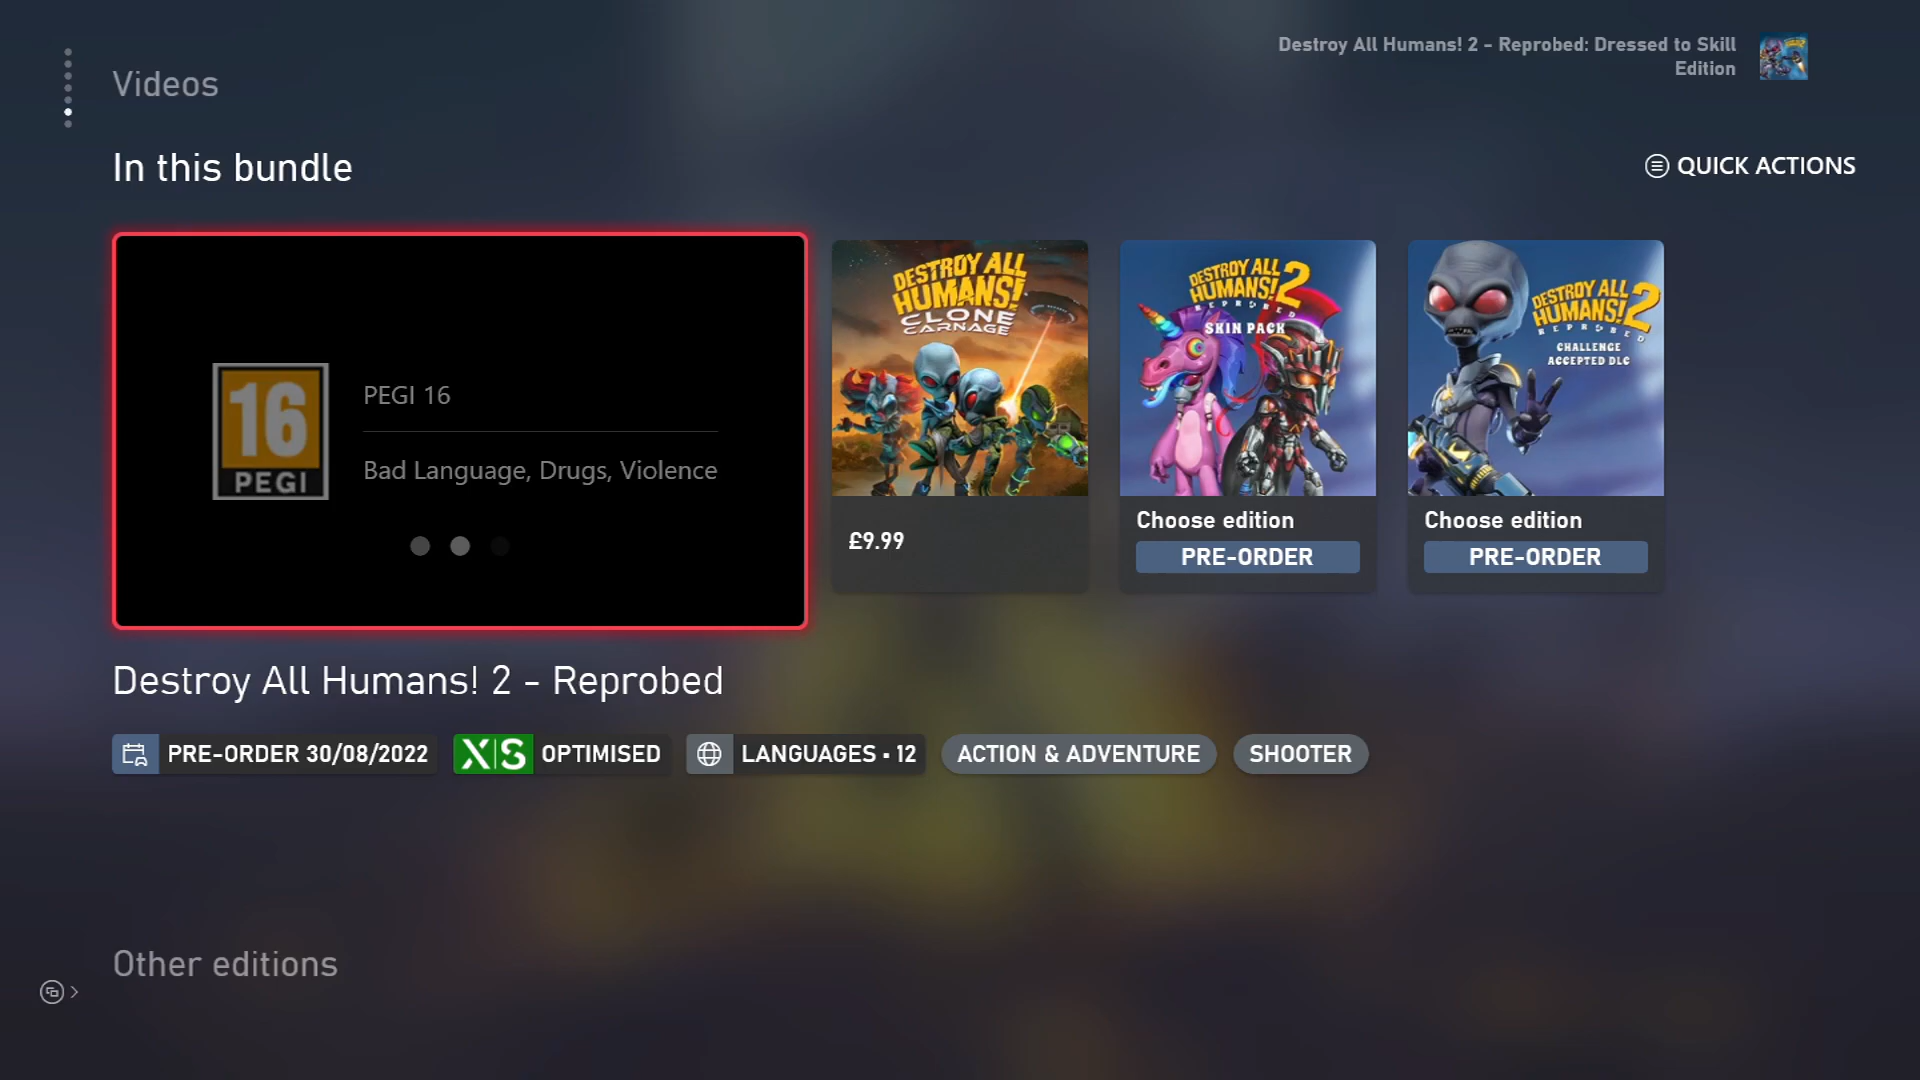 Destroy All Humans! 2 - Reprobed: Dressed to Skill
Edition
Videos
In this bundle
QUICK ACTIONS
16
PEGI
PEGI 16
Bad Language, Drugs, Violence
DESTROY ALL
HUMANS!
CLONE
CARNAGE
£9.99
DESTROY ALL
HUMANS! 2
REPROBED
SKIN PACK
Choose edition
PRE-ORDER
DESTROY ALL
HUMANS! 2
REPROBED
CHALLENGE
ACCEPTED DLC
Choose edition
PRE-ORDER
Destroy All Humans! 2 - Reprobed
PRE-ORDER 30/08/2022
X|S OPTIMISED
LANGUAGES • 12
ACTION & ADVENTURE
SHOOTER
Other editions